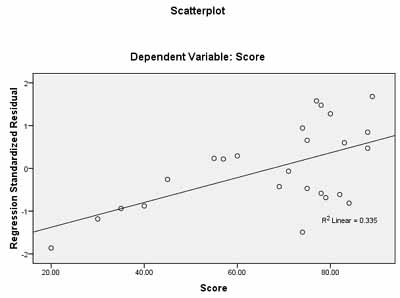 Scatterplot
Dependent Variable: Score
Regression Standardized Residual
2
1
0
-1
-2
R2 Linear = 0.335
20.00 40.00 60.00 80.00
Score